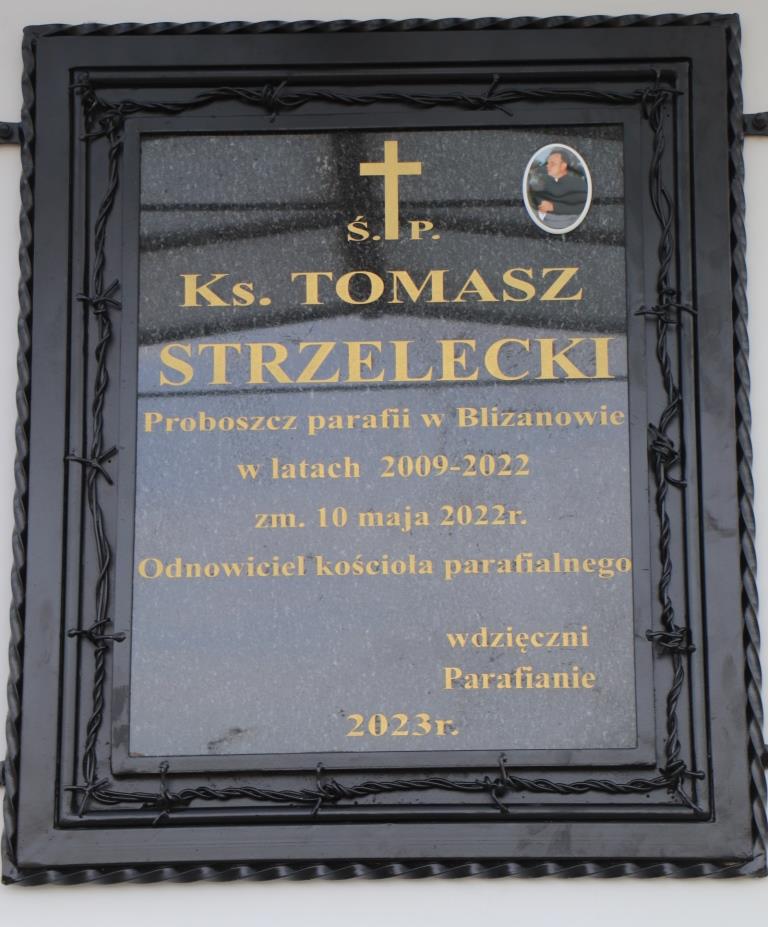 Ś. P.
Ks. TOMASZ
STRZELECKI
Proboszcz parafii w Blizanowie
w latach 2009-2022
zm. 10 maja 2022r.
Odnowiciel kościoła parafialnego
wdzięczni
Parafianie
2023r.